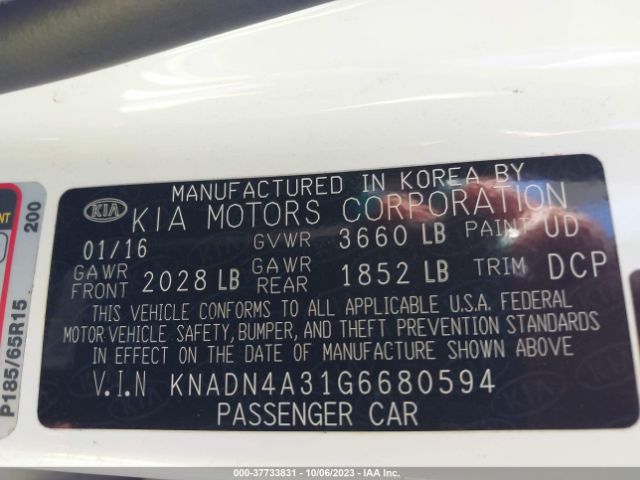 MANUFACTURED IN KOREA BY
KIA KIA MOTORS CORPORATION
01/16 GVWR 3660 LB PAINT UD
GAWR FRONT 2028 LB GAWR REAR 1852 LB TRIM DCP
THIS VEHICLE CONFORMS TO ALL APPLICABLE U.S.A. FEDERAL
MOTOR VEHICLE SAFETY, BUMPER, AND THEFT PREVENTION STANDARDS
IN EFFECT ON THE DATE OF MANUFACTURE SHOWN ABOVE
V.I.N KNADN4A31G6680594
PASSENGER CAR
200
P185/65R15
000-37733831 - 10/06/2023 - IAA Inc.